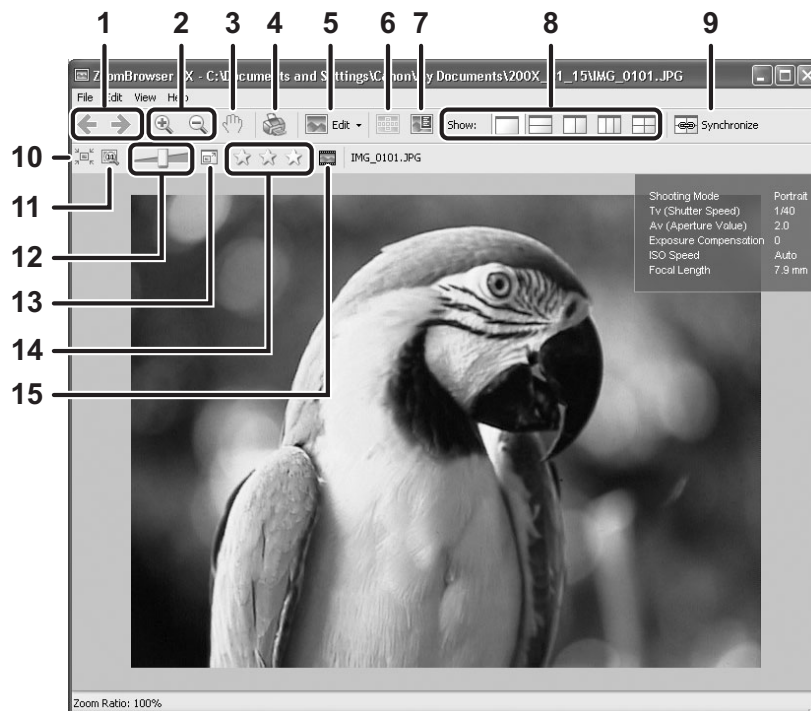 1 2 3 4 5 6 7 8 9
ZoomBrowser EX - C:\Documents and Settings\Canon\My Documents\200X_01_15\IMG_0101.JPG
File Edit View Help
Edit Show: Synchronize
10
IMG_0101.JPG
11
12
13
14
15
Shooting Mode Portrait
Tv (Shutter Speed) 1/40
Av (Aperture Value) 2.0
Exposure Compensation 0
ISO Speed Auto
Focal Length 7.9 mm
Zoom Ratio: 100%